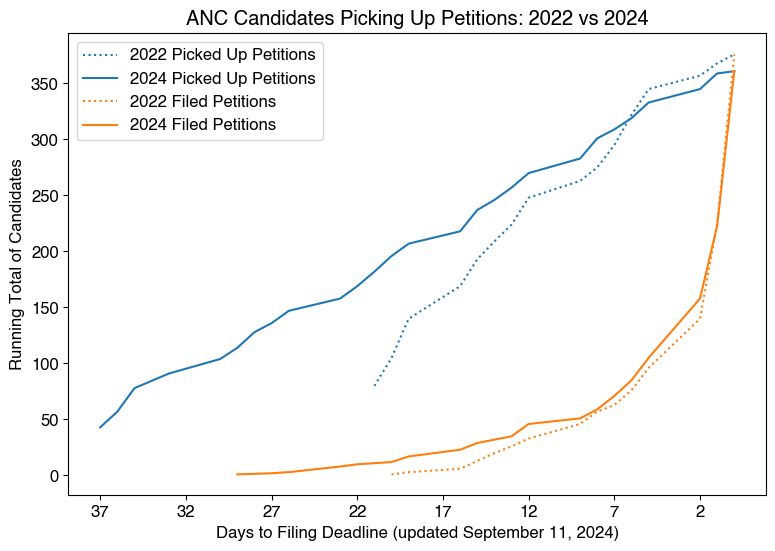 ANC Candidates Picking Up Petitions: 2022 vs 2024
2022 Picked Up Petitions
2024 Picked Up Petitions
2022 Filed Petitions
2024 Filed Petitions
Running Total of Candidates
350
300
250
200
150
100
50
0
37 32 27 22 17 12 7 2
Days to Filing Deadline (updated September 11, 2024)